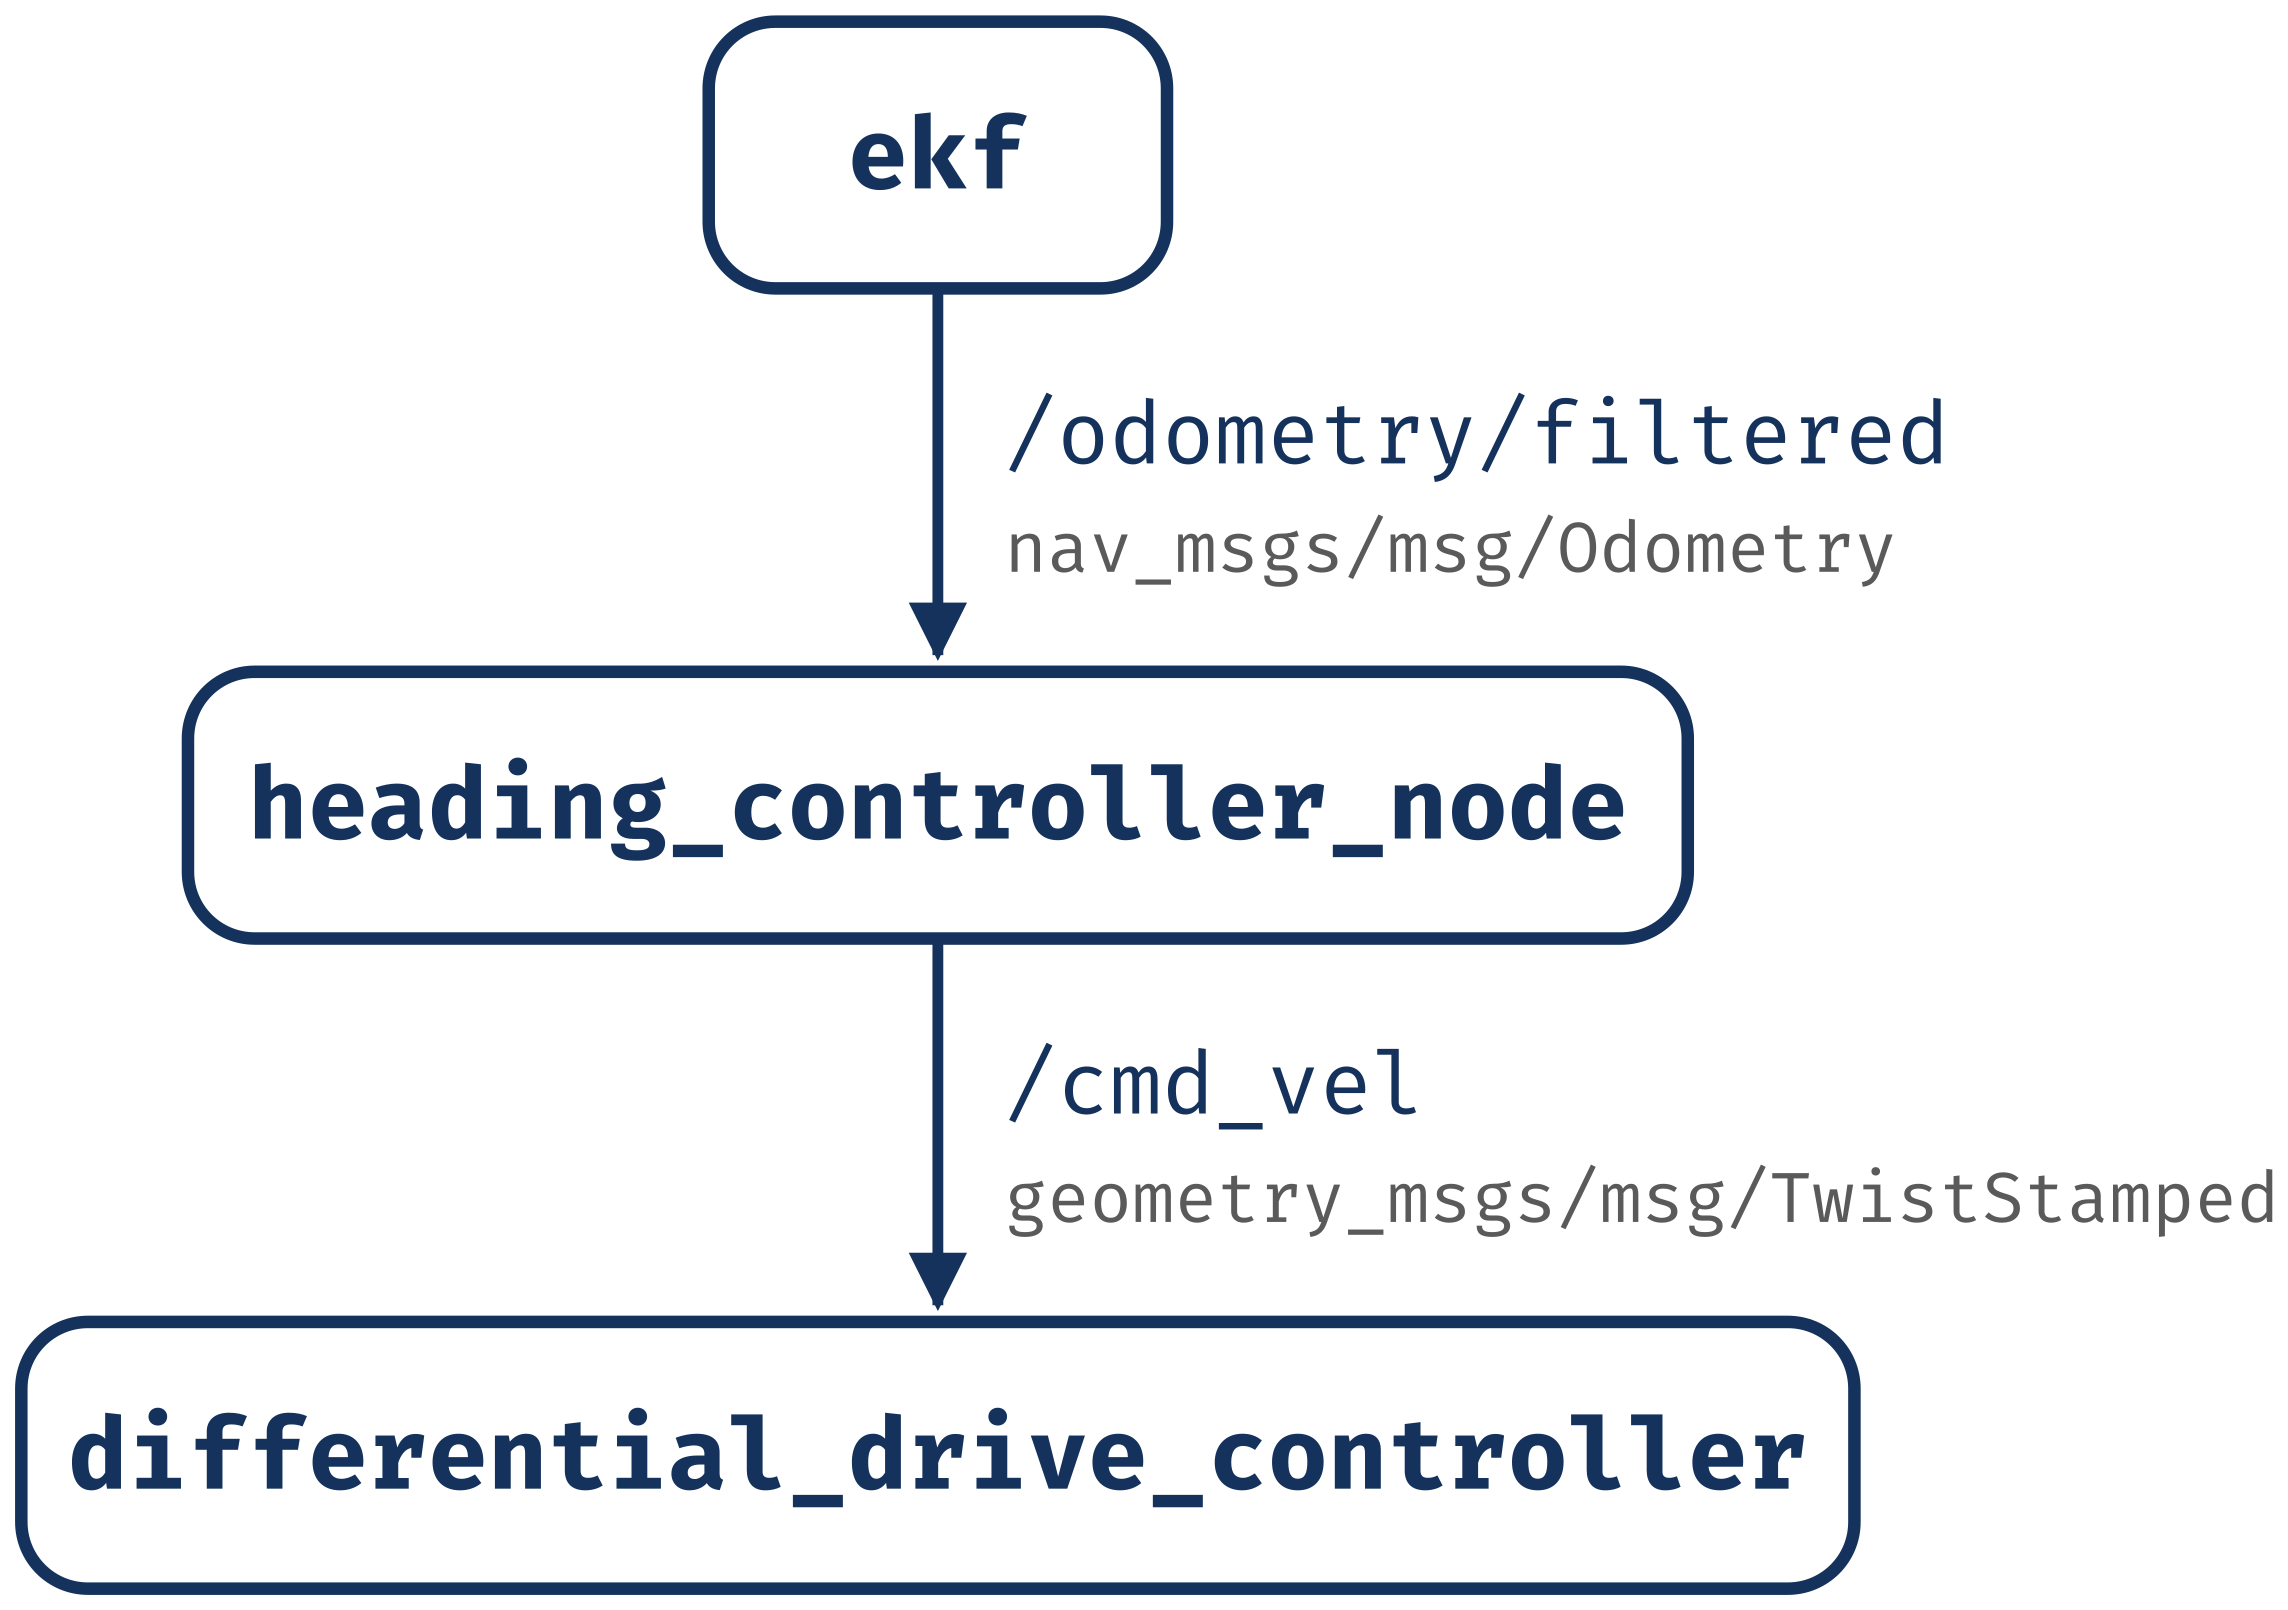 ekf
/odometry/filtered
nav_msgs/msg/Odometry
heading_controller_node
/cmd_vel
geometry_msgs/msg/TwistStamped
differential_drive_controller